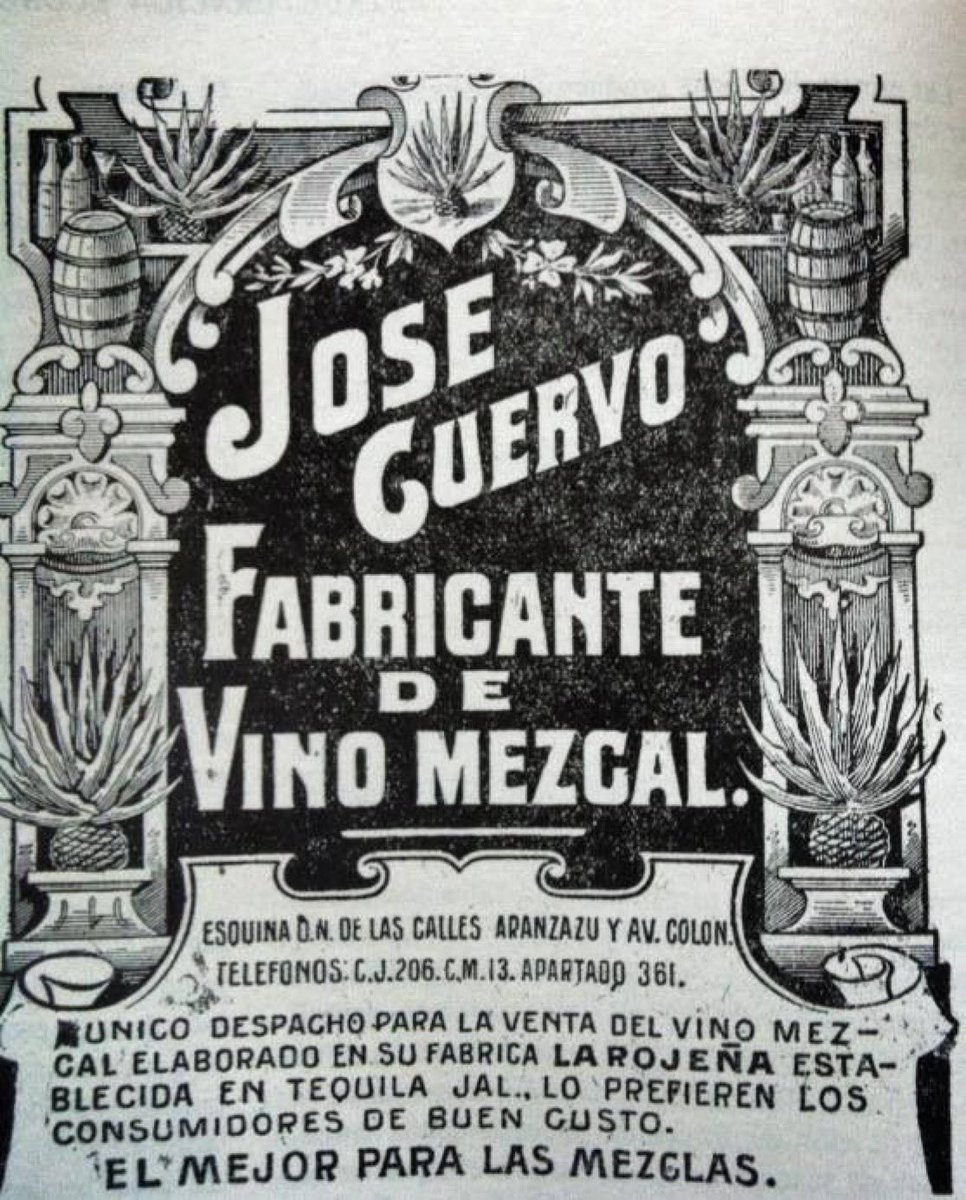 JOSE
CUERVO
FABRICANTE
DE
VINO MEZCAL.
ESQUINA D.N. DE LAS CALLES ARANZAZU Y AV. COLON.
TELEFONOS: C.J.206.C.M.13. APARTADO 361.
UNICO DESPACHO PARA LA VENTA DEL VINO MEZ-
CAL ELABORADO EN SU FABRICA LA ROJEÑA ESTA-
BLECIDA EN TEQUILA JAL., LO PREFIEREN LOS
CONSUMIDORES DE BUEN GUSTO.
EL MEJOR PARA LAS MEZCLAS.